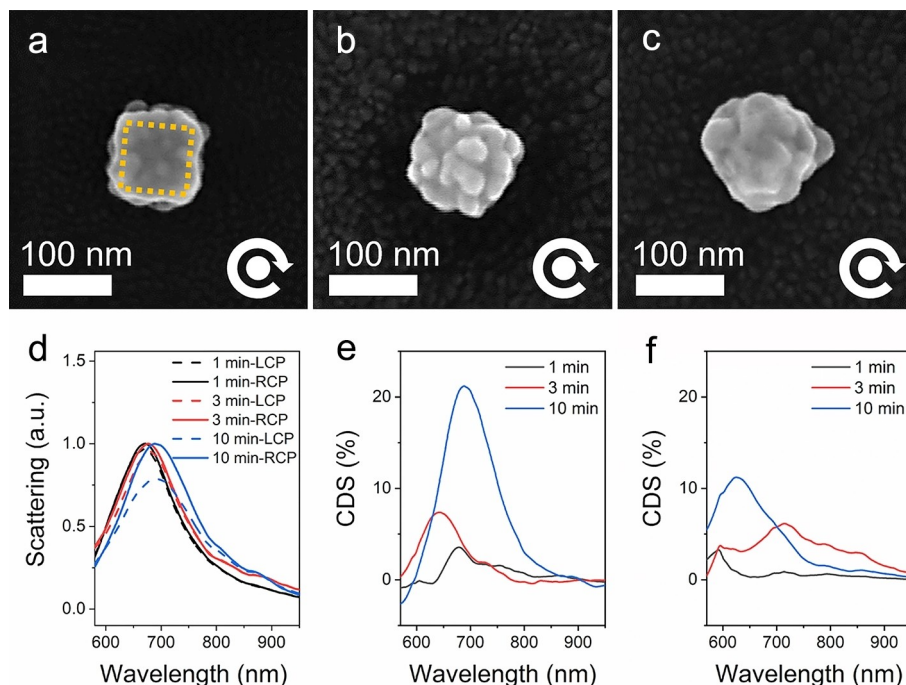 a
b
c
100 nm
100 nm
100 nm
d
e
f
1.5
1.0
0.5
0.0
Scattering (a.u.)
1 min-LCP
1 min-RCP
3 min-LCP
3 min-RCP
10 min-LCP
10 min-RCP
600 700 800 900
Wavelength (nm)
20
10
0
CDS (%)
1 min
3 min
10 min
600 700 800 900
Wavelength (nm)
20
10
0
CDS (%)
1 min
3 min
10 min
600 700 800 900
Wavelength (nm)